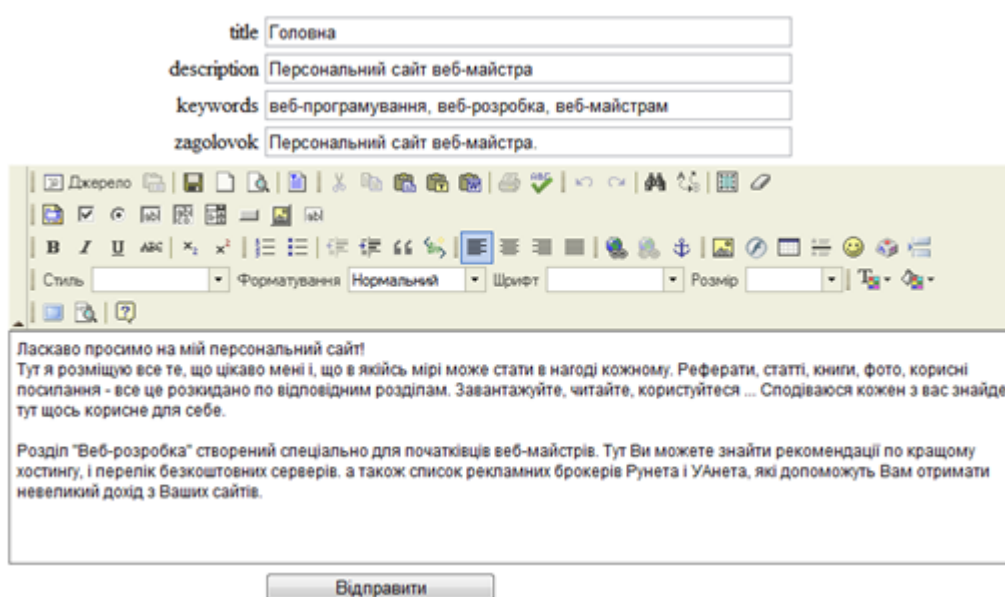 title Головна
description Персональний сайт веб-майстра
keywords веб-програмування, веб-розробка, веб-майстрам
zagolovok Персональний сайт веб-майстра.
Джерело
B I U ABC x₂ x²
Стиль Форматування Нормальний Шрифт Розмір
Ласкаво просимо на мій персональний сайт!
Тут я розміщую все те, що цікаво мені і, що в якійсь мірі може стати в нагоді кожному. Реферати, статті, книги, фото, корисні
посилання - все це розкидано по відповідним розділам. Завантажуйте, читайте, користуйтеся ... Сподіваюся кожен з вас знайде
тут щось корисне для себе.
Розділ "Веб-розробка" створений спеціально для початківців веб-майстрів. Тут Ви можете знайти рекомендації по кращому
хостингу, і перелік безкоштовних серверів. а також список рекламних брокерів Рунета і УАнета, які допоможуть Вам отримати
невеликий дохід з Ваших сайтів.
Відправити